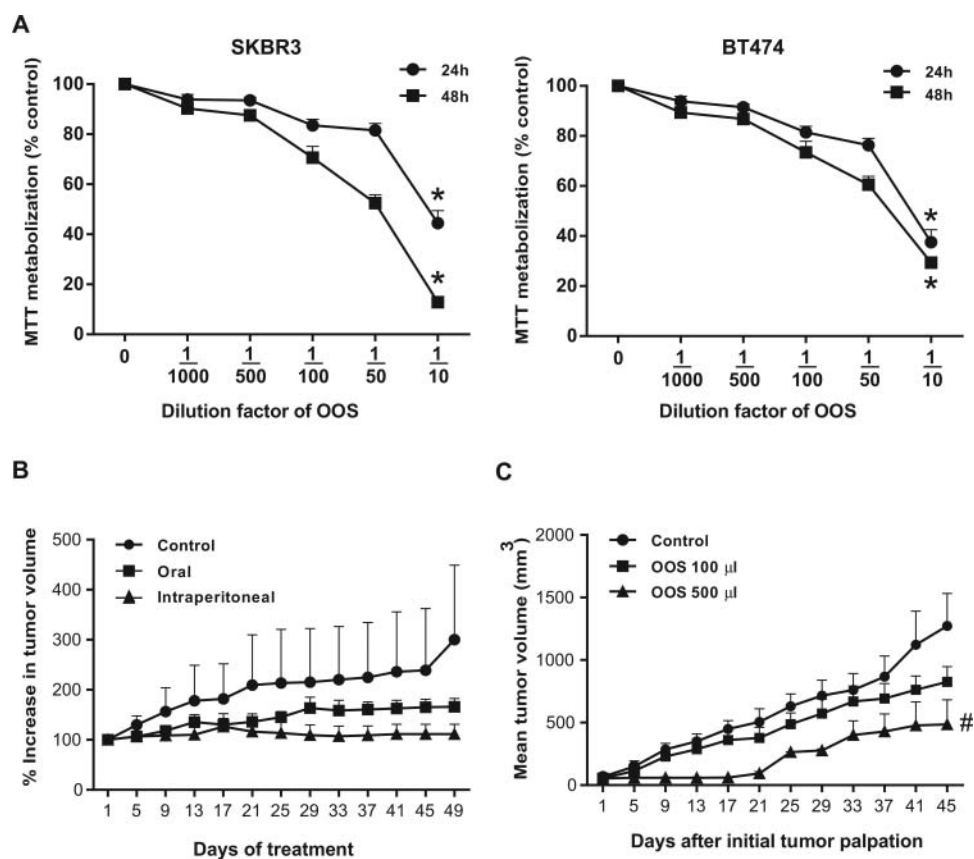 A
SKBR3
24h
48h
MTT metabolization (% control)
100
80
60
40
20
0
*
*
0 1/1000 1/500 1/100 1/50 1/10
Dilution factor of OOS
BT474
24h
48h
MTT metabolization (% control)
100
80
60
40
20
0
*
*
0 1/1000 1/500 1/100 1/50 1/10
Dilution factor of OOS
B
Control
Oral
Intraperitoneal
% Increase in tumor volume
500
400
300
200
100
0
1 5 9 13 17 21 25 29 33 37 41 45 49
Days of treatment
C
Control
OOS 100 µl
OOS 500 µl
Mean tumor volume (mm3)
2000
1500
1000
500
0
#
1 5 9 13 17 21 25 29 33 37 41 45
Days after initial tumor palpation